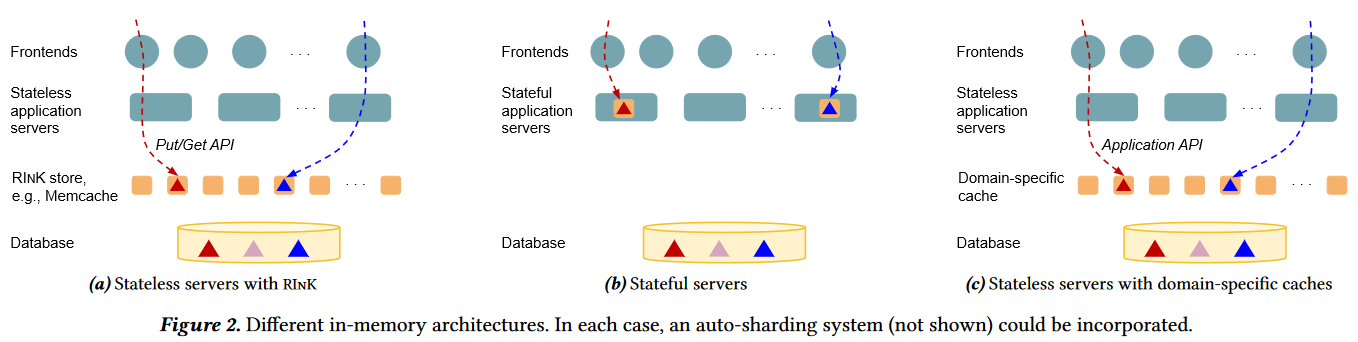 Frontends
. . .
Stateless
application
servers
. . .
Put/Get API
RINK store,
e.g., Memcache
. . .
Database
(a) Stateless servers with RINK
Frontends
. . .
Stateful
application
servers
. . .
Database
(b) Stateful servers
Frontends
. . .
Stateless
application
servers
. . .
Application API
Domain-specific
cache
. . .
Database
(c) Stateless servers with domain-specific caches
Figure 2. Different in-memory architectures. In each case, an auto-sharding system (not shown) could be incorporated.